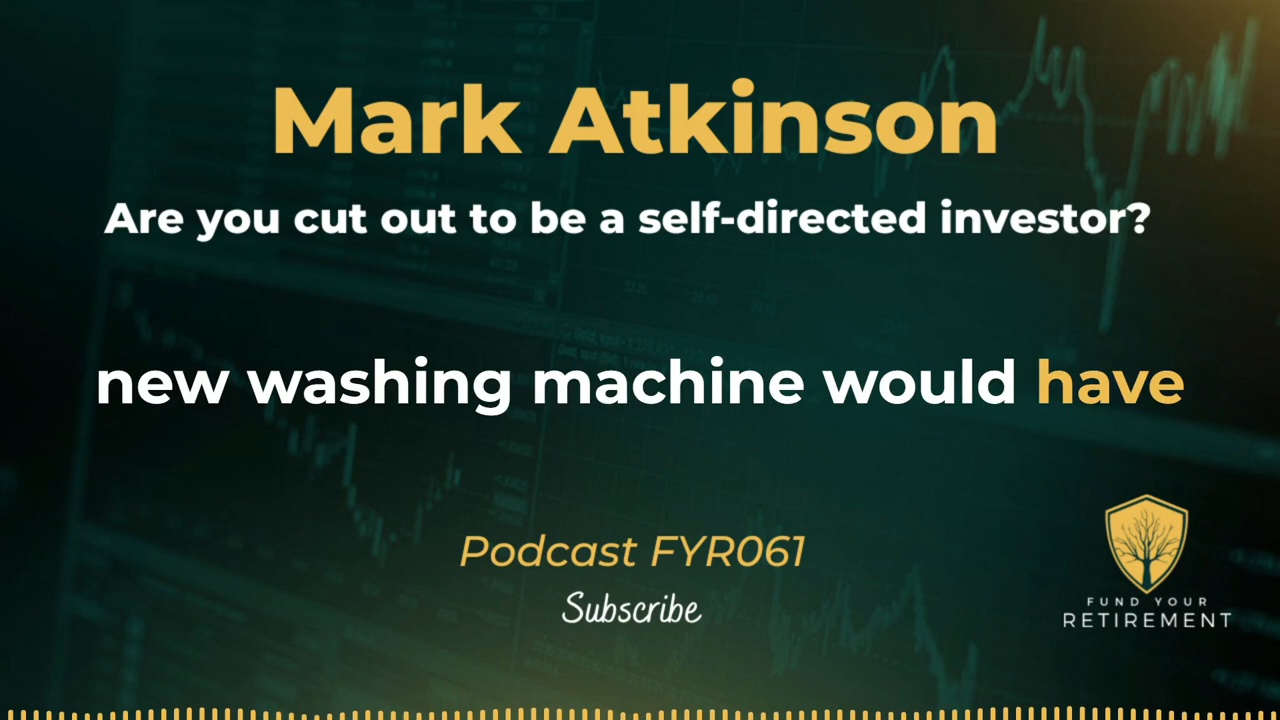 Mark Atkinson
Are you cut out to be a self-directed investor?
new washing machine would have
Podcast FYR061
Subscribe
FUND YOUR
RETIREMENT